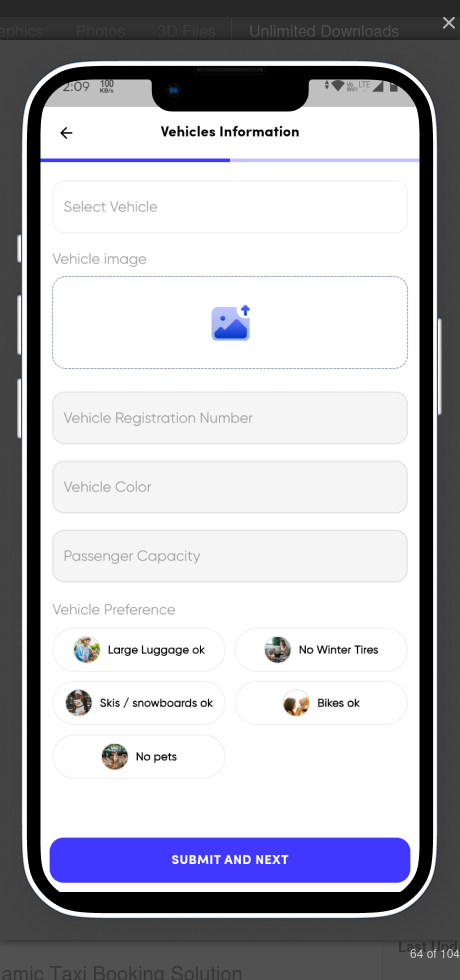 aphics Photos 3D Files Unlimited Downloads
2:09 100 KB/s Vo WiFi LTE
Vehicles Information
Select Vehicle
Vehicle image
Vehicle Registration Number
Vehicle Color
Passenger Capacity
Vehicle Preference
Large Luggage ok No Winter Tires
Skis / snowboards ok Bikes ok
No pets
SUBMIT AND NEXT
Last Upd
64 of 104
amic Taxi Booking Solution